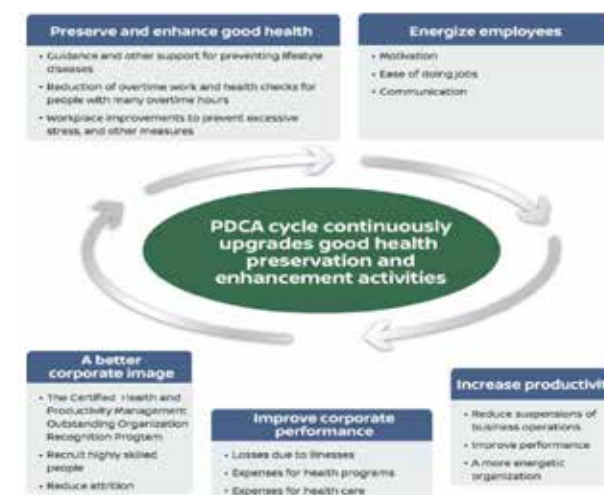 Preserve and enhance good health
• Guidance and other support for preventing lifestyle
diseases
• Reduction of overtime work and health checks for
people with many overtime hours
• Workplace improvements to prevent excessive
stress, and other measures
Energize employees
• Motivation
• Ease of doing jobs
• Communication
PDCA cycle continuously
upgrades good health
preservation and
enhancement activities
A better
corporate image
• The Certified Health and
Productivity Management
Outstanding Organization
Recognition Program
• Recruit highly skilled
people
• Reduce attrition
Improve corporate
performance
• Losses due to illnesses
• Expenses for health programs
• Expenses for health care
Increase productivit
• Reduce suspensions of
business operations
• Improve performance
• A more energetic
organization